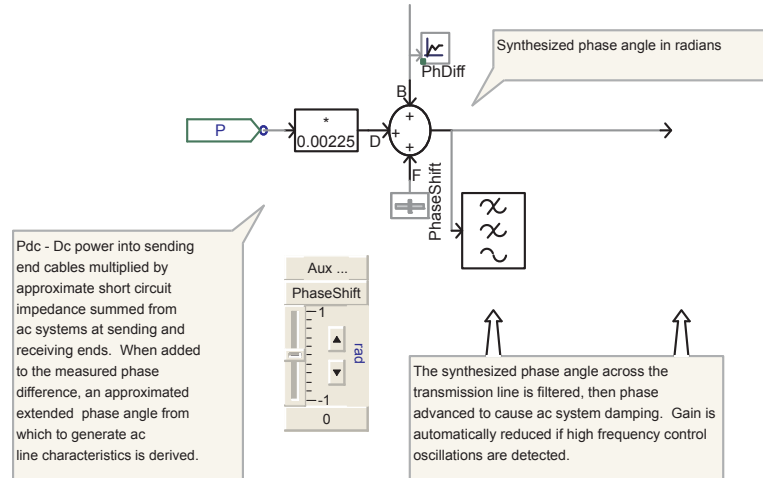 Synthesized phase angle in radians
PhDiff
B
+
P
*
0.00225
D
+
+
F
PhaseShift
Pdc - Dc power into sending
end cables multiplied by
approximate short circuit
impedance summed from
ac systems at sending and
receiving ends. When added
to the measured phase
difference, an approximated
extended phase angle from
which to generate ac
line characteristics is derived.
Aux ...
PhaseShift
1
rad
-1
0
The synthesized phase angle across the
transmission line is filtered, then phase
advanced to cause ac system damping. Gain is
automatically reduced if high frequency control
oscillations are detected.